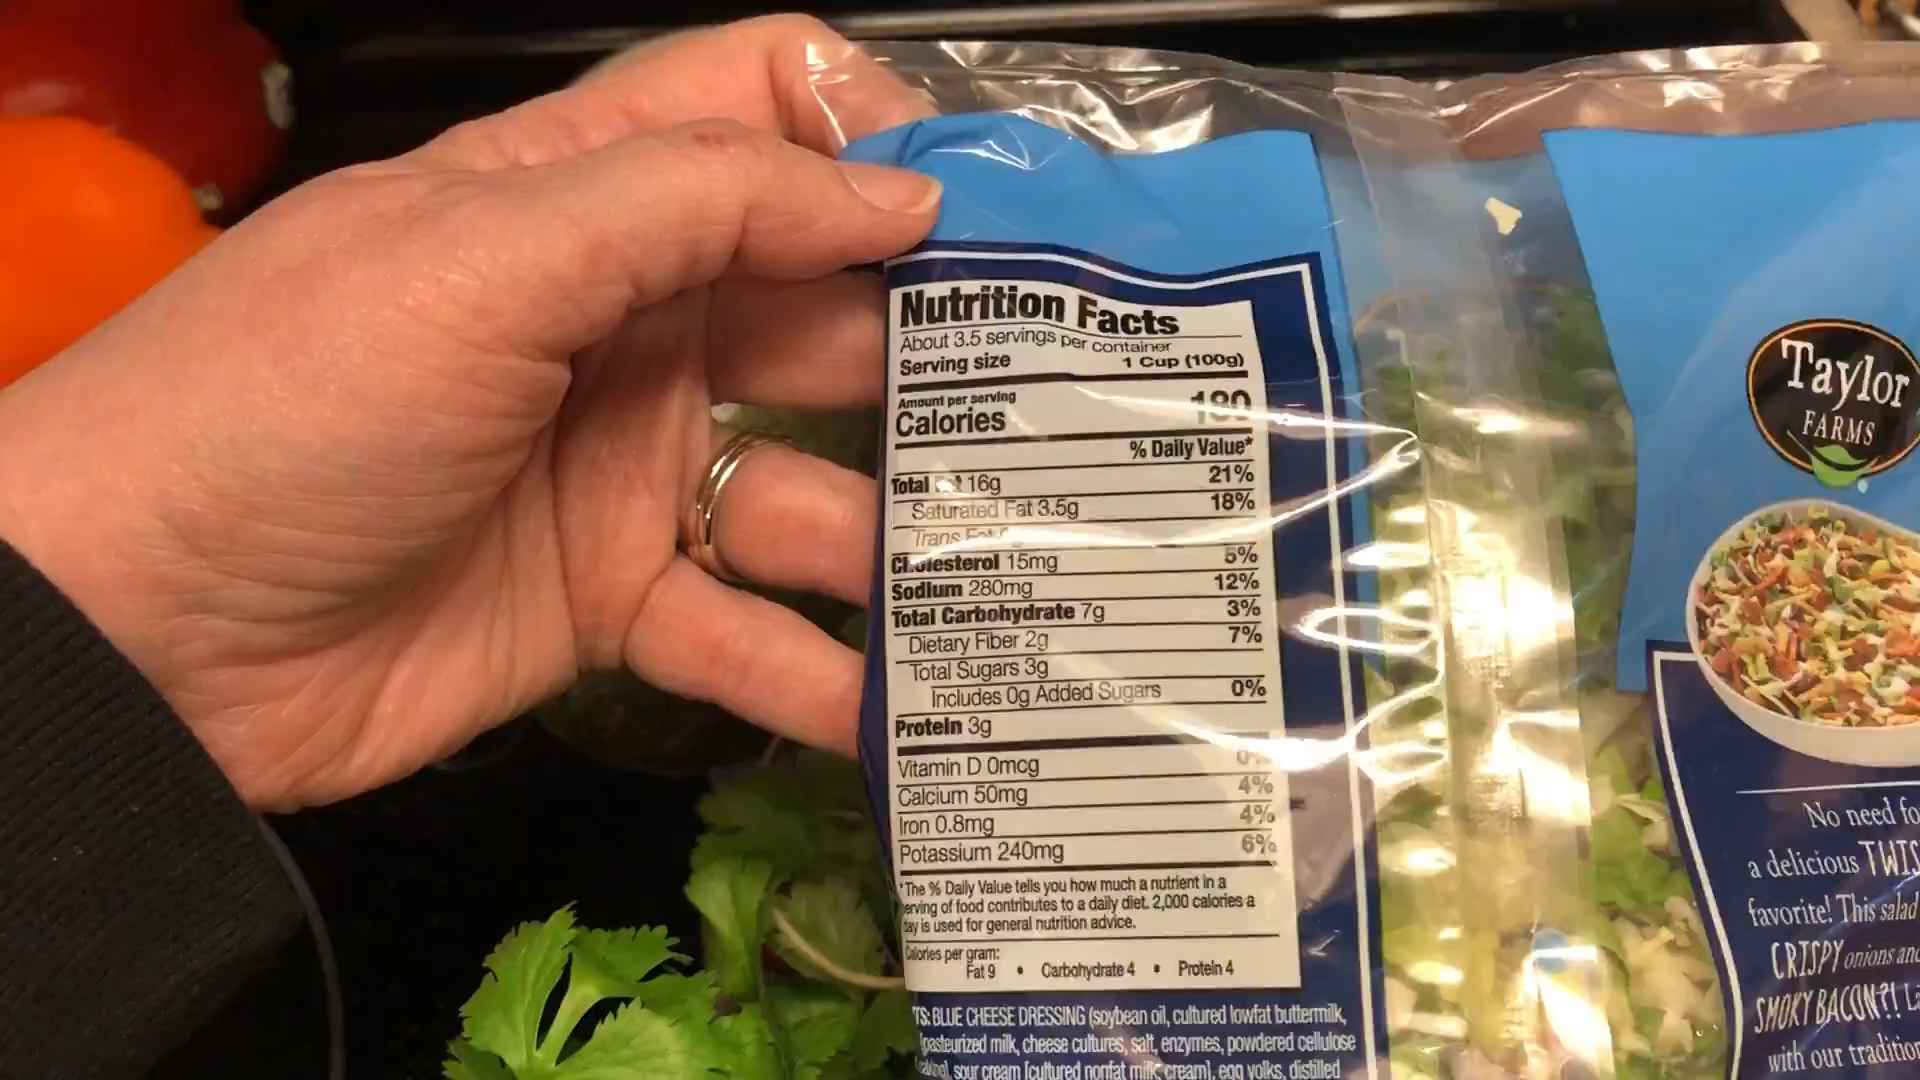 Nutrition Facts
About 3.5 servings per container
Serving size 1 Cup (100g)
Amount per serving
Calories 180
% Daily Value*
Total 16g 21%
Saturated Fat 3.5g 18%
Trans
Cholesterol 15mg 5%
Sodium 280mg 12%
Total Carbohydrate 7g 3%
Dietary Fiber 2g 7%
Total Sugars 3g
Includes 0g Added Sugars 0%
Protein 3g
Vitamin D 0mcg
Calcium 50mg 4%
Iron 0.8mg 4%
Potassium 240mg 6%
*The % Daily Value tells you how much a nutrient in a
serving of food contributes to a daily diet. 2,000 calories a
day is used for general nutrition advice.
Calories per gram:
Fat 9 • Carbohydrate 4 • Protein 4
TS: BLUE CHEESE DRESSING (soybean oil, cultured lowfat buttermilk,
pasteurized milk, cheese cultures, salt, enzymes, powdered cellulose
sour cream [cultured nonfat milk, cream], egg yolks, distilled
Taylor
FARMS
No need fo
a delicious TWIS
favorite! This salad
CRISPY onions and
SMOKY BACON?! L
with our tradition